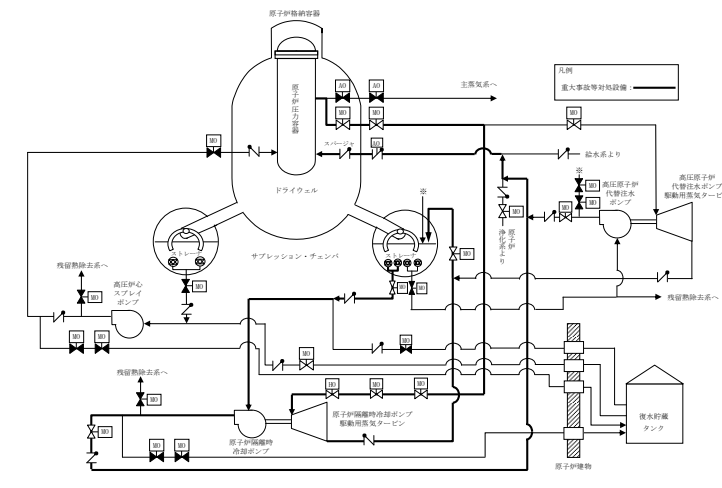 原子炉格納容器
凡例
重大事故等対処設備：
原子炉圧力容器
AO
AO
主蒸気系へ
MO
MO
MO
MO
スパージャ
AO
給水系より
ドライウェル
※
高圧原子炉
代替注水
ポンプ
高圧原子炉
代替注水ポンプ
駆動用蒸気タービン
MO
MO
MO
MO
原子炉
浄化系より
※
ストレーナ
ストレーナ
サプレッション・チェンバ
MO
残留熱除去系へ
MO
高圧炉心
スプレイ
ポンプ
MO
MO
MO
残留熱除去系へ
MO
MO
MO
MO
残留熱除去系へ
MO
HO
MO
MO
MO
原子炉隔離時冷却ポンプ
駆動用蒸気タービン
原子炉隔離時
冷却ポンプ
MO
MO
MO
復水貯蔵
タンク
原子炉建物